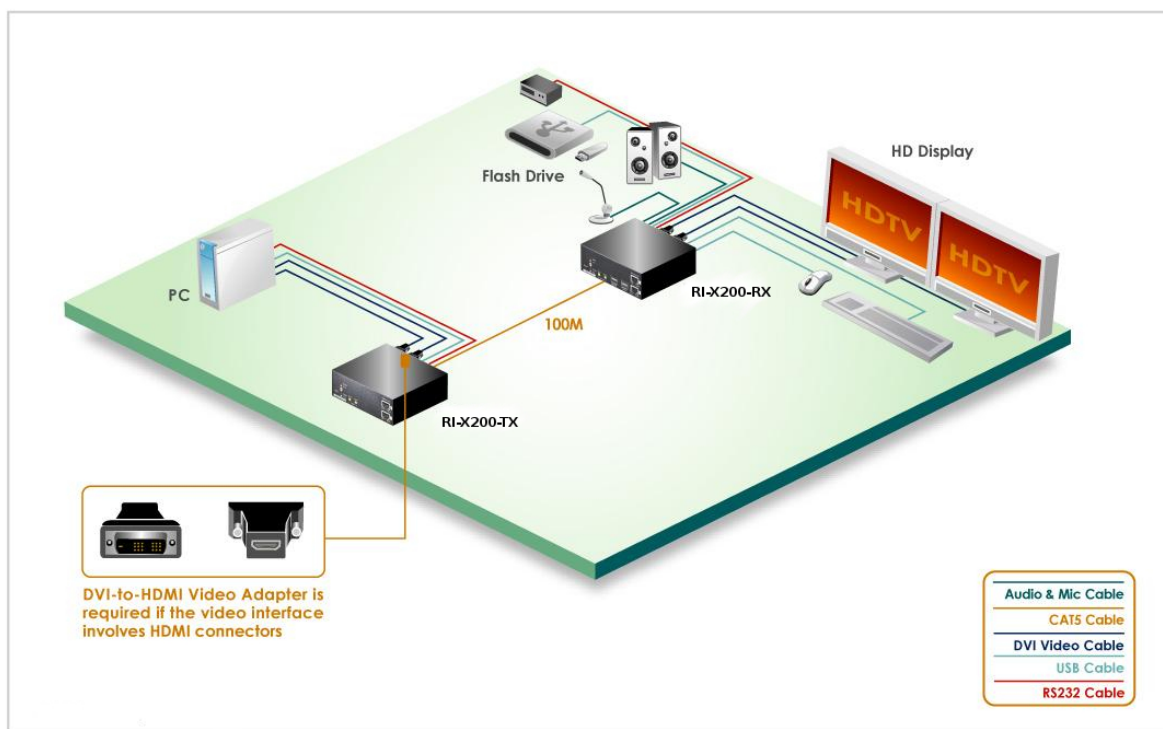 HD Display
Flash Drive
HDTV
HDTV
PC
RI-X200-RX
100M
RI-X200-TX
DVI-to-HDMI Video Adapter is
required if the video interface
involves HDMI connectors
Audio & Mic Cable
CAT5 Cable
DVI Video Cable
USB Cable
RS232 Cable